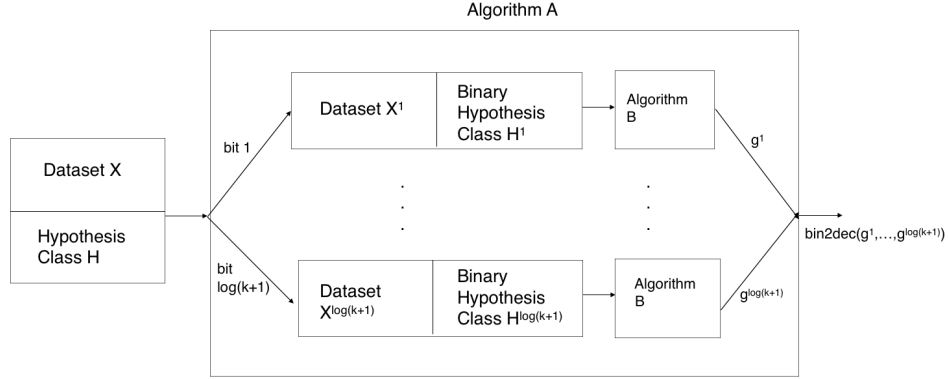 Algorithm A
Dataset X
Hypothesis
Class H
bit 1
Dataset X¹
Binary
Hypothesis
Class H¹
Algorithm
B
g¹
bit
log(k+1)
Dataset
Xˡᵒᵍ⁽ᵏ⁺¹⁾
Binary
Hypothesis
Class Hˡᵒᵍ⁽ᵏ⁺¹⁾
Algorithm
B
gˡᵒᵍ⁽ᵏ⁺¹⁾
bin2dec(g¹,...,gˡᵒᵍ⁽ᵏ⁺¹⁾)